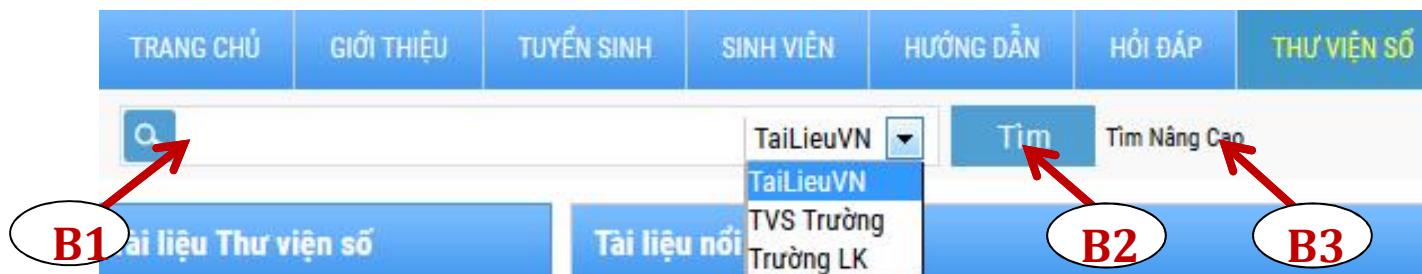 TRANG CHỦ GIỚI THIỆU TUYỂN SINH SINH VIÊN HƯỚNG DẪN HỎI ĐÁP THƯ VIỆN SỐ
TaiLieuVN Tìm Tìm Nâng Cao
TaiLieuVN
TVS Trường
Trường LK
B1 ài liệu Thư viện số Tài liệu nổi B2 B3